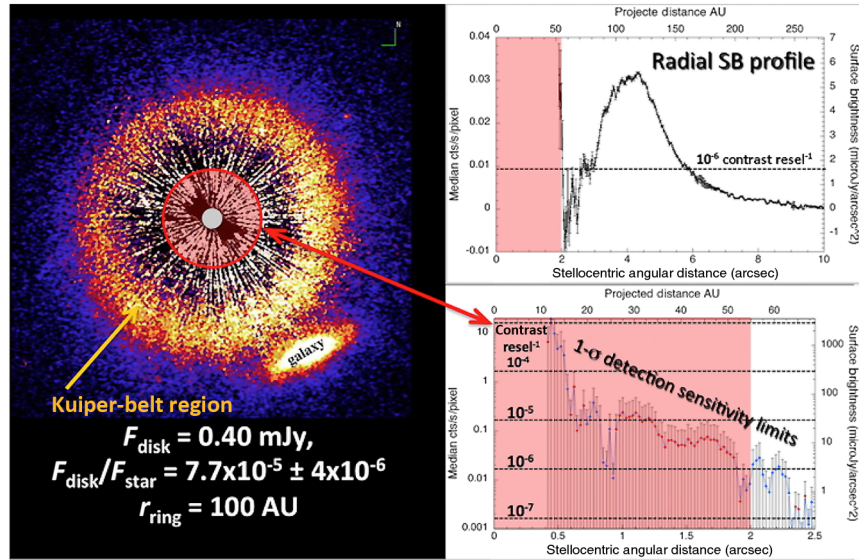 N
galaxy
Kuiper-belt region
F_disk = 0.40 mJy,
F_disk/F_star = 7.7x10⁻⁵ ± 4x10⁻⁶
r_ring = 100 AU
Projecte distance AU
0 50 100 150 200 250
Radial SB profile
10⁻⁶ contrast resel⁻¹
0.04
0.03
0.02
0.01
0
-0.01
Median cts/s/pixel
7
6
5
4
3
2
1
0
-1
Surface brightness (microJy/arcsec^2)
0 2 4 6 8 10
Stellocentric angular distance (arcsec)
Projected distance AU
0 10 20 30 40 50 60
Contrast
resel⁻¹
10⁻⁴
10⁻⁵
10⁻⁶
10⁻⁷
1-σ detection sensitivity limits
10
1
0.1
0.01
0.001
Median cts/s/pixel
1000
100
10
1
Surface brightness (microJy/arcsec^2)
0 0.5 1 1.5 2 2.5
Stellocentric angular distance (arcsec)